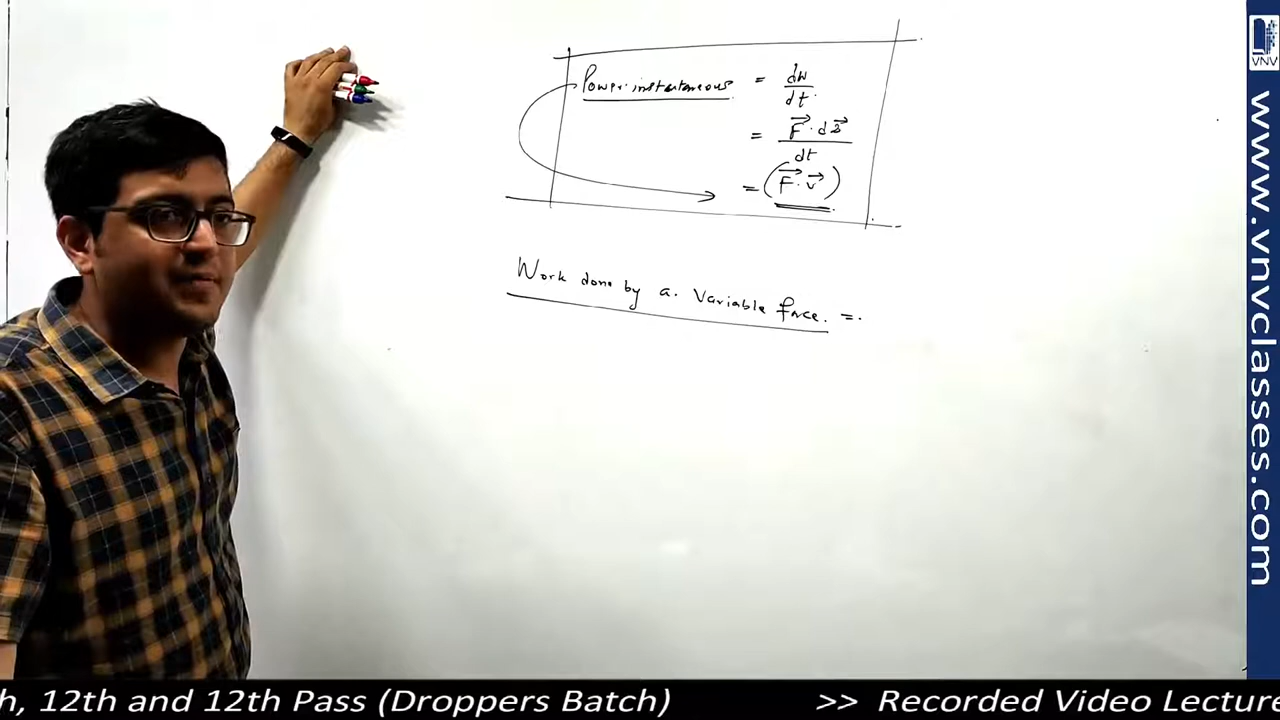 Power instantaneous = dW/dt
= F⃗ · ds⃗/dt
= (F⃗ · v⃗)
Work done by a. Variable force. =.
VNV
www.vnvclasses.com
h, 12th and 12th Pass (Droppers Batch) >> Recorded Video Lecture